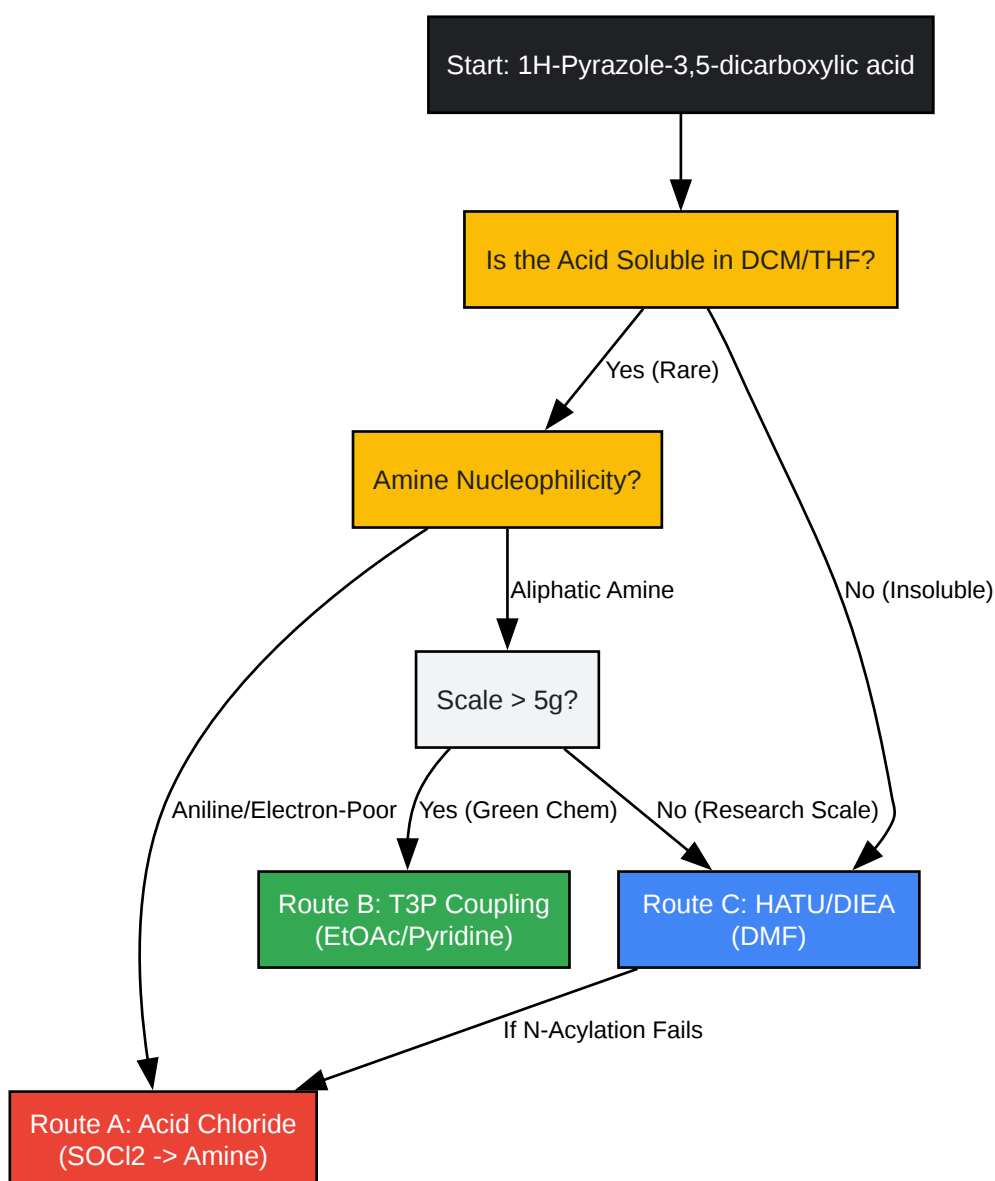 Start: 1H-Pyrazole-3,5-dicarboxylic acid
Is the Acid Soluble in DCM/THF?
Yes (Rare)
Amine Nucleophilicity?
Aliphatic Amine
No (Insoluble)
Scale > 5g?
Aniline/Electron-Poor
Yes (Green Chem)
No (Research Scale)
Route B: T3P Coupling
(EtOAc/Pyridine)
Route C: HATU/DIEA
(DMF)
If N-Acylation Fails
Route A: Acid Chloride
(SOCl2 -> Amine)